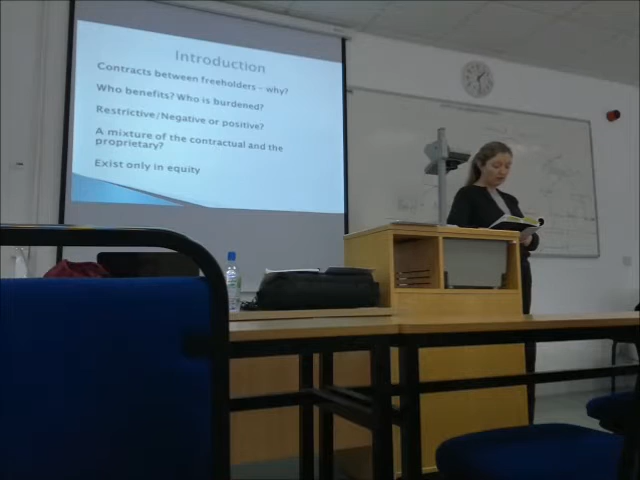 Introduction
Contracts between freeholders – why?
Who benefits? Who is burdened?
Restrictive/Negative or positive?
A mixture of the contractual and the
proprietary?
Exist only in equity